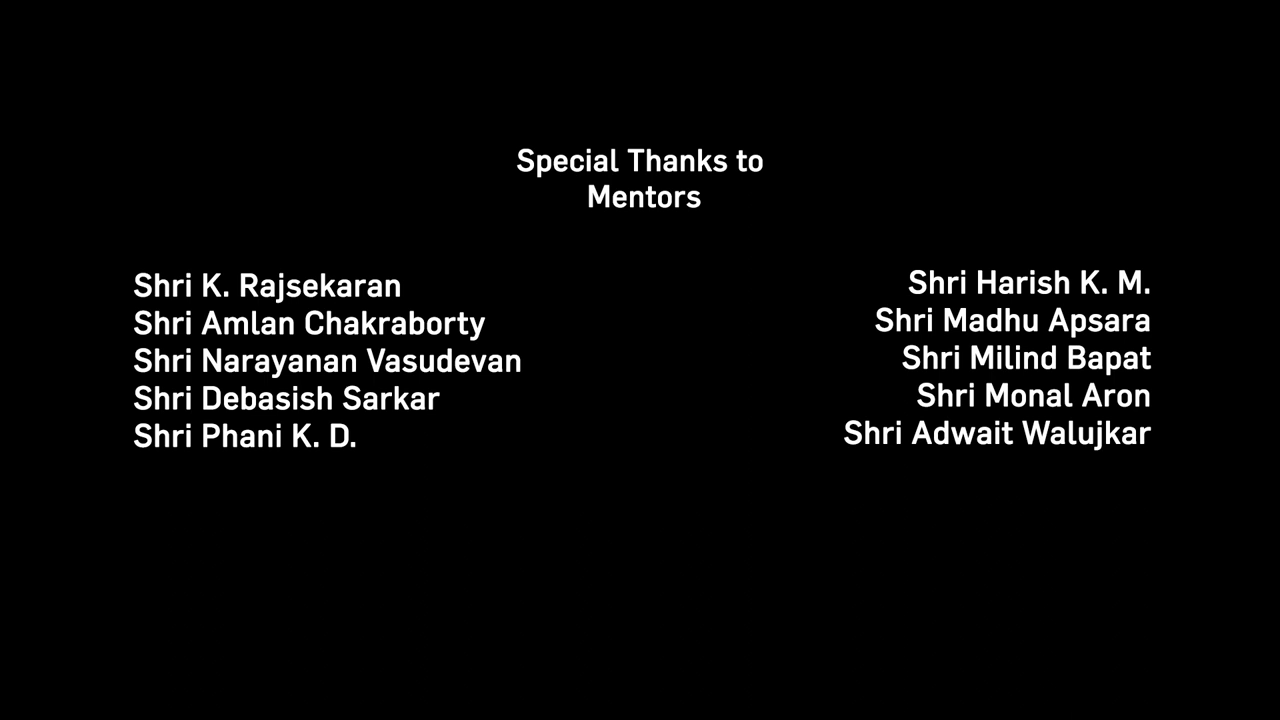 Special Thanks to
Mentors
Shri K. Rajsekaran
Shri Amlan Chakraborty
Shri Narayanan Vasudevan
Shri Debasish Sarkar
Shri Phani K. D.
Shri Harish K. M.
Shri Madhu Apsara
Shri Milind Bapat
Shri Monal Aron
Shri Adwait Walujkar